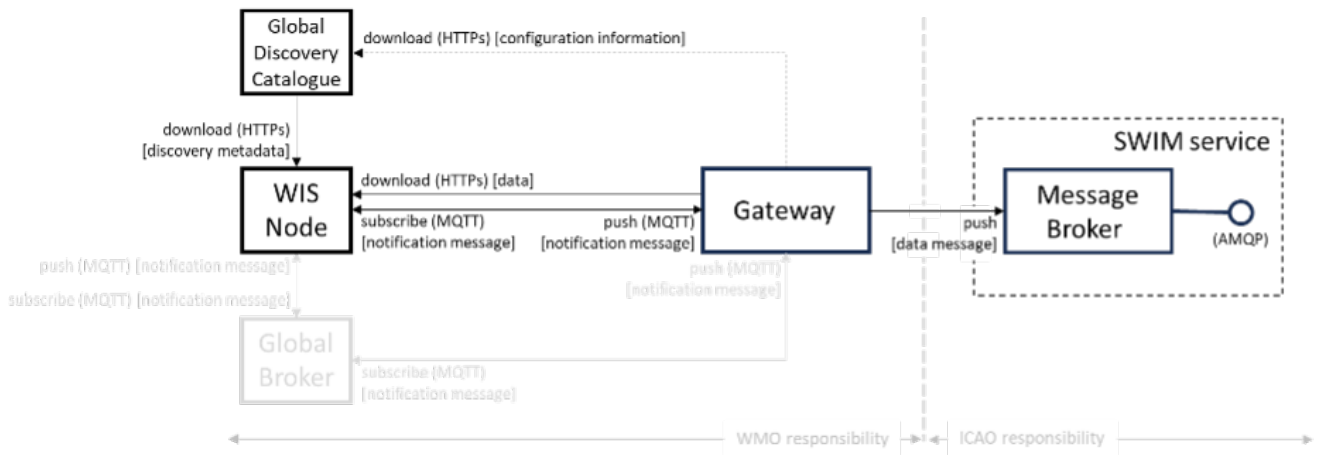 Global
Discovery
Catalogue
download (HTTPs) [configuration information]
download (HTTPs)
[discovery metadata]
SWIM service
WIS
Node
download (HTTPs) [data]
subscribe (MQTT)
[notification message]
push (MQTT)
[notification message]
Gateway
push
[data message]
Message
Broker
(AMQP)
push (MQTT) [notification message]
subscribe (MQTT) [notification message]
push (MQTT)
[notification message]
Global
Broker
subscribe (MQTT)
[notification message]
WMO responsibility
ICAO responsibility